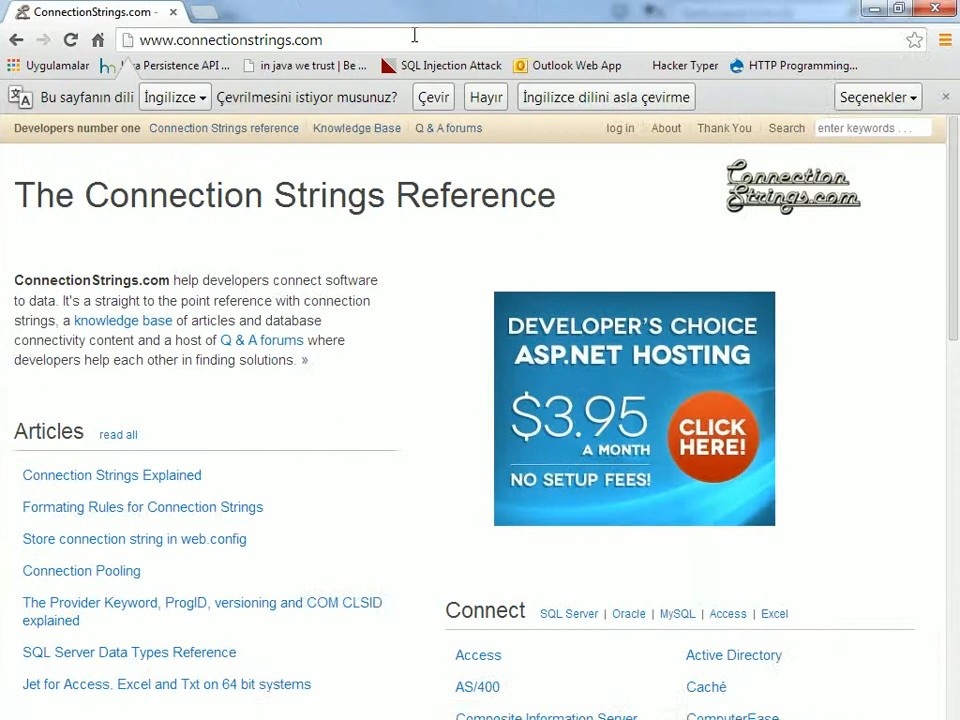 ConnectionStrings.com -
www.connectionstrings.com
Uygulamalar
Persistence API ...
in java we trust | Be ...
SQL Injection Attack
Outlook Web App
Hacker Typer
HTTP Programming...
Bu sayfanın dili İngilizce Çevrilmesini istiyor musunuz? Çevir Hayır İngilizce dilini asla çevirme Seçenekler
Developers number one Connection Strings reference Knowledge Base Q & A forums log in About Thank You Search enter keywords . . .
The Connection Strings Reference
Connection
Strings.com
ConnectionStrings.com help developers connect software
to data. It's a straight to the point reference with connection
strings, a knowledge base of articles and database
connectivity content and a host of Q & A forums where
developers help each other in finding solutions. »
DEVELOPER'S CHOICE
ASP.NET HOSTING
$3.95
A MONTH
NO SETUP FEES!
CLICK
HERE!
Articles read all
Connection Strings Explained
Formating Rules for Connection Strings
Store connection string in web.config
Connection Pooling
The Provider Keyword, ProgID, versioning and COM CLSID
explained
SQL Server Data Types Reference
Jet for Access, Excel and Txt on 64 bit systems
Connect SQL Server | Oracle | MySQL | Access | Excel
Access
Active Directory
AS/400
Caché
Composite Information Server
ComputerEase